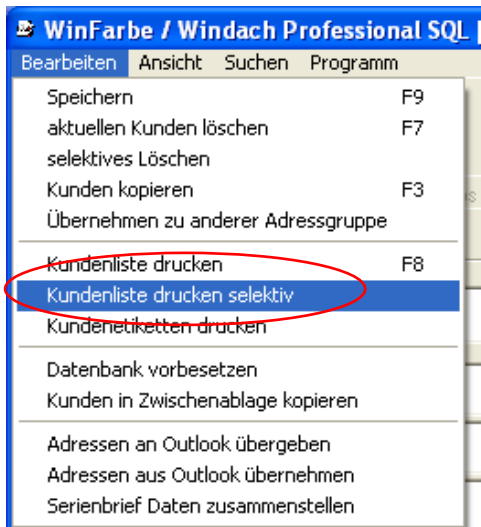 WinFarbe / Windach Professional SQL
Bearbeiten Ansicht Suchen Programm
Speichern F9
aktuellen Kunden löschen F7
selektives Löschen
Kunden kopieren F3
Übernehmen zu anderer Adressgruppe
Kundenliste drucken F8
Kundenliste drucken selektiv
Kundenetiketten drucken
Datenbank vorbesetzen
Kunden in Zwischenablage kopieren
Adressen an Outlook übergeben
Adressen aus Outlook übernehmen
Serienbrief Daten zusammenstellen